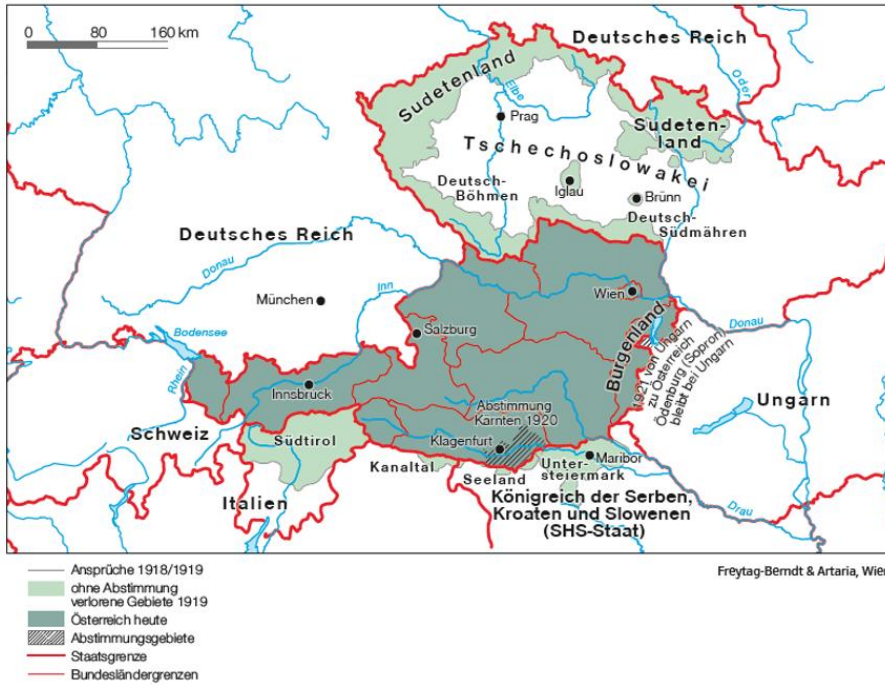 0 80 160 km
Deutsches Reich
Sudetenland
Elbe
Oder
Prag
Sudeten-
land
Tschechoslowakei
Deutsch-
Böhmen
Iglau
Brünn
Deutsch-
Südmähren
Deutsches Reich
Donau
Inn
München
Wien
Salzburg
Burgenland
1921 von Ungarn
zu Österreich
Ödenburg (Sopron)
bleibt bei Ungarn
Donau
Bodensee
Rhein
Innsbruck
Ungarn
Abstimmung
Kärnten 1920
Schweiz
Südtirol
Klagenfurt
Maribor
Kanaltal
Seeland
Unter-
steiermark
Italien
Königreich der Serben,
Kroaten und Slowenen
(SHS-Staat)
Drau
Ansprüche 1918/1919
ohne Abstimmung
verlorene Gebiete 1919
Österreich heute
Abstimmungsgebiete
Staatsgrenze
Bundesländergrenzen
Freytag-Berndt & Artaria, Wien